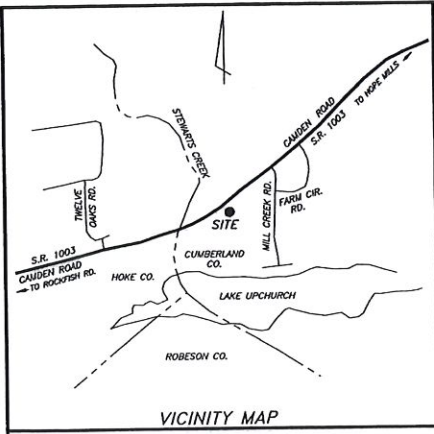 TO HOPE MILLS
CAMDEN ROAD
S.R. 1003
STEWARTS CREEK
TWELVE
OAKS RD.
MILL CREEK RD.
FARM CIR.
RD.
SITE
S.R. 1003
CAMDEN ROAD
TO ROCKFISH RD.
HOKE CO.
CUMBERLAND
CO.
LAKE UPCHURCH
ROBESON CO.
VICINITY MAP